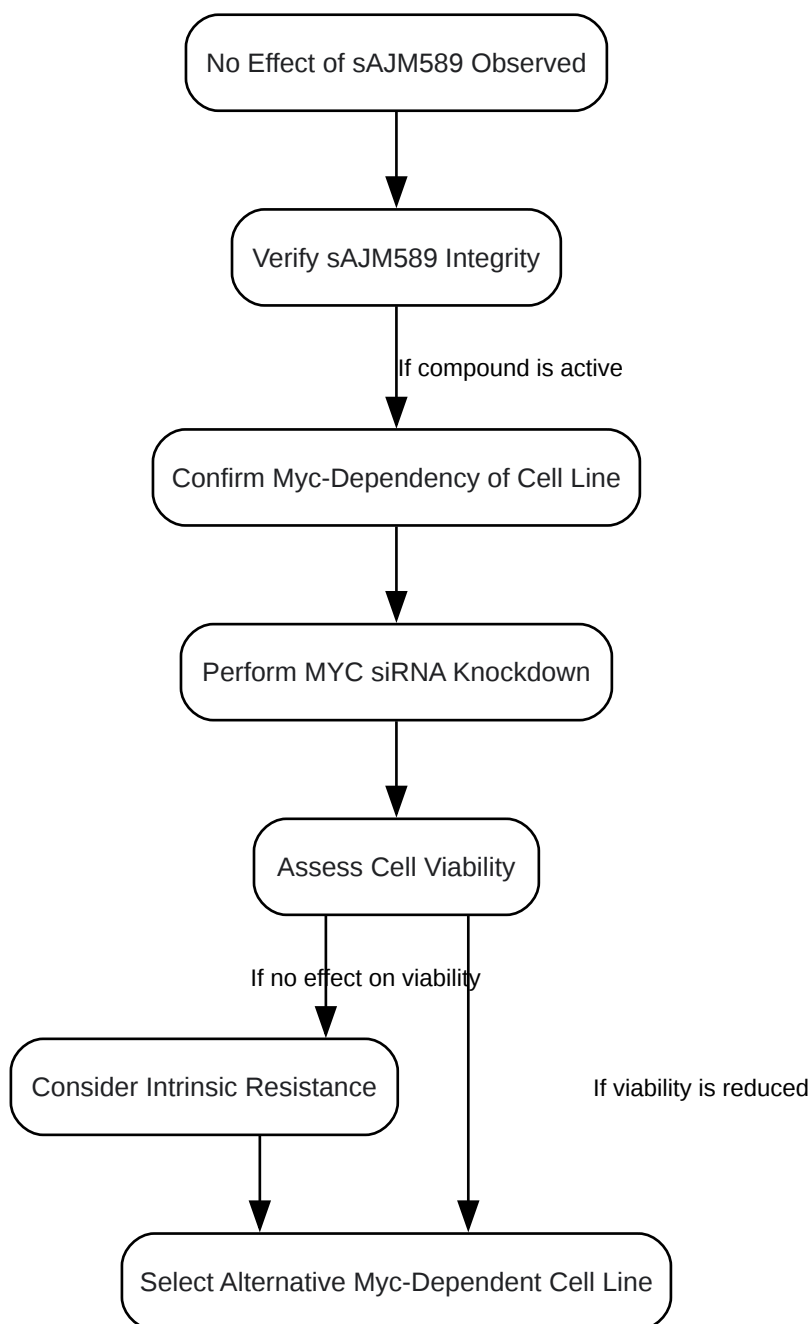 No Effect of sAJM589 Observed
Verify sAJM589 Integrity
If compound is active
Confirm Myc-Dependency of Cell Line
Perform MYC siRNA Knockdown
Assess Cell Viability
If no effect on viability
Consider Intrinsic Resistance
If viability is reduced
Select Alternative Myc-Dependent Cell Line